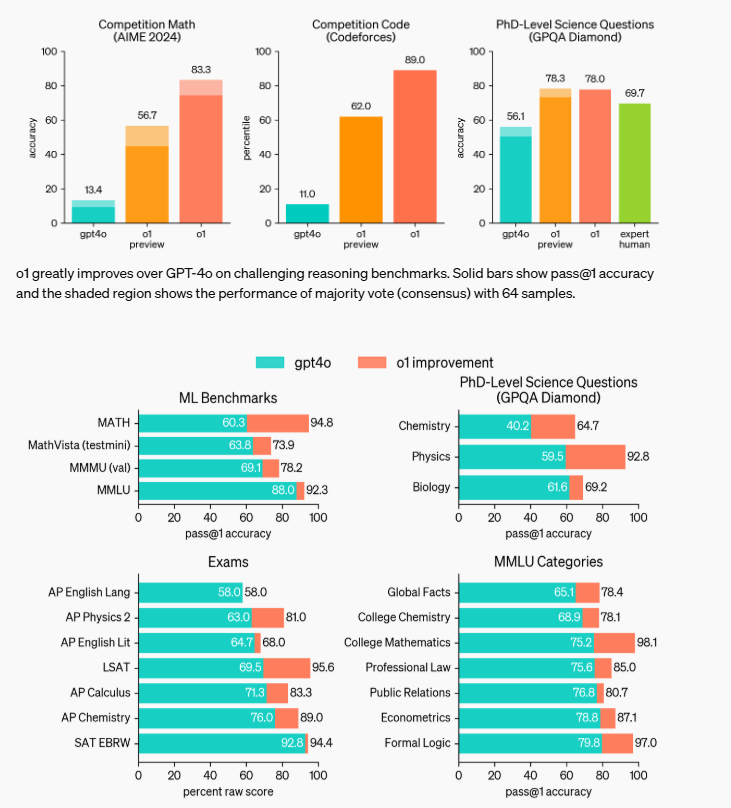 Competition Math
(AIME 2024)
100
80
60
40
20
0
accuracy
13.4
56.7
83.3
gpt4o
o1
preview
o1
Competition Code
(Codeforces)
100
80
60
40
20
0
percentile
11.0
62.0
89.0
gpt4o
o1
preview
o1
PhD-Level Science Questions
(GPQA Diamond)
100
80
60
40
20
0
accuracy
56.1
78.3
78.0
69.7
gpt4o
o1
preview
o1
expert
human
o1 greatly improves over GPT-4o on challenging reasoning benchmarks. Solid bars show pass@1 accuracy
and the shaded region shows the performance of majority vote (consensus) with 64 samples.
gpt4o
o1 improvement
ML Benchmarks
MATH 60.3 94.8
MathVista (testmini) 63.8 73.9
MMMU (val) 69.1 78.2
MMLU 88.0 92.3
0 20 40 60 80 100
pass@1 accuracy
PhD-Level Science Questions
(GPQA Diamond)
Chemistry 40.2 64.7
Physics 59.5 92.8
Biology 61.6 69.2
0 20 40 60 80 100
pass@1 accuracy
Exams
AP English Lang 58.0 58.0
AP Physics 2 63.0 81.0
AP English Lit 64.7 68.0
LSAT 69.5 95.6
AP Calculus 71.3 83.3
AP Chemistry 76.0 89.0
SAT EBRW 92.8 94.4
0 20 40 60 80 100
percent raw score
MMLU Categories
Global Facts 65.1 78.4
College Chemistry 68.9 78.1
College Mathematics 75.2 98.1
Professional Law 75.6 85.0
Public Relations 76.8 80.7
Econometrics 78.8 87.1
Formal Logic 79.8 97.0
0 20 40 60 80 100
pass@1 accuracy